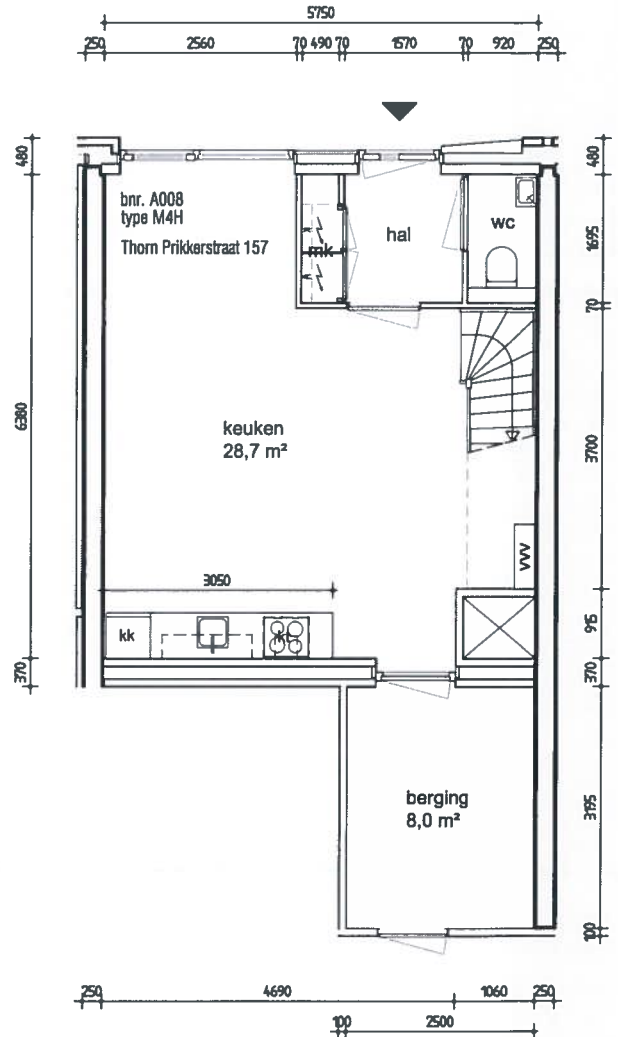 5750
250 2560 70 490 70 1570 70 920 250
480
480
bnr. A008
type M4H
Thorn Prikkerstraat 157
mk
hal
wc
1695
70
6380
keuken
28,7 m²
3700
3050
vvv
kk
kt
915
370
370
berging
8,0 m²
3195
100
250 4690 1060 250
100 2500